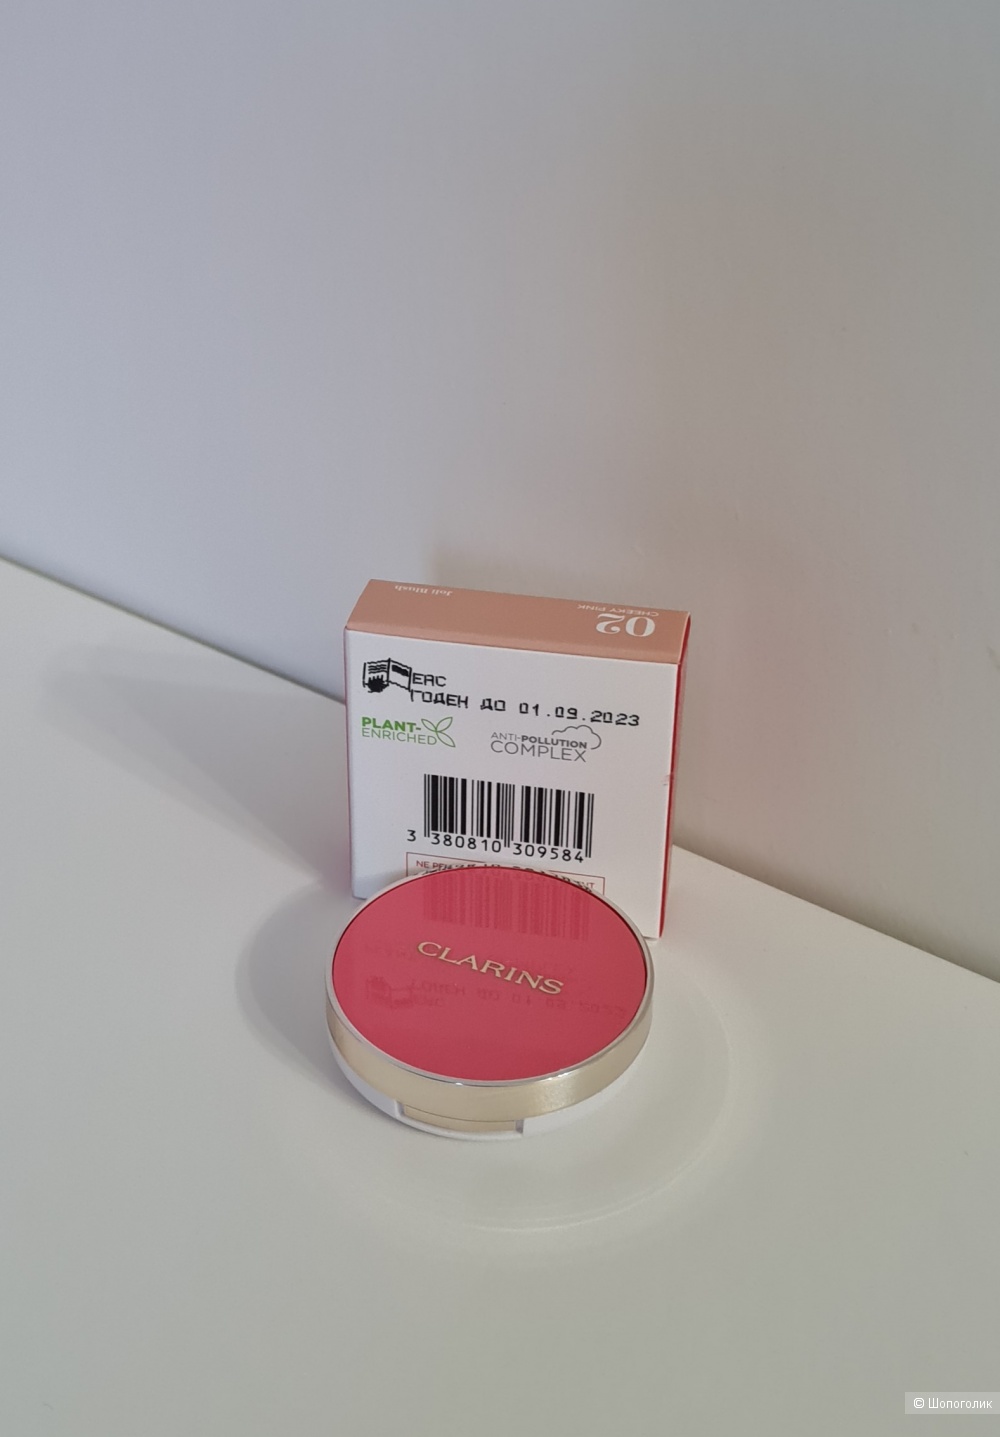 Joli Blush
02
CHEEKY PINK
EAC
ГОДЕН ДО 01.09.2023
PLANT-
ENRICHED
ANTI-POLLUTION
COMPLEX
3 380810 309584
NE
CLARINS
© Шопоголик